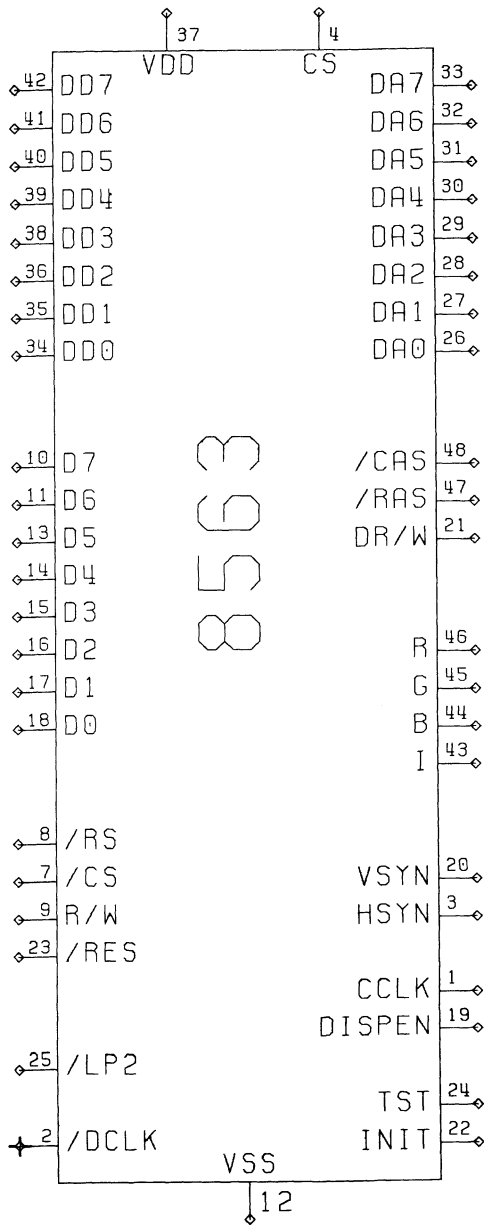 37 4
VDD CS
42 DD7 DA7 33
41 DD6 DA6 32
40 DD5 DA5 31
39 DD4 DA4 30
38 DD3 DA3 29
36 DD2 DA2 28
35 DD1 DA1 27
34 DD0 DA0 26
8563
10 D7 /CAS 48
11 D6 /RAS 47
13 D5 DR/W 21
14 D4
15 D3
16 D2 R 46
17 D1 G 45
18 D0 B 44
I 43
8 /RS
7 /CS VSYN 20
9 R/W HSYN 3
23 /RES
CCLK 1
DISPEN 19
25 /LP2
TST 24
2 /DCLK INIT 22
VSS
12